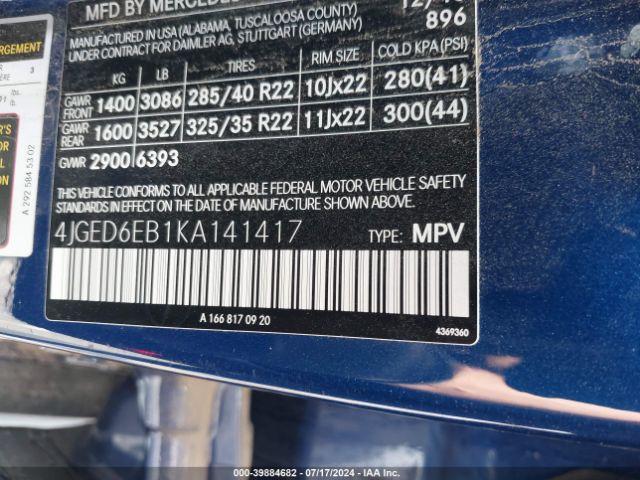 MFD BY MERCEDES
MANUFACTURED IN USA (ALABAMA, TUSCALOOSA COUNTY)
UNDER CONTRACT FOR DAIMLER AG, STUTTGART (GERMANY)
896
KG LB TIRES RIM SIZE COLD KPA (PSI)
GAWR FRONT 1400 3086 285/40 R22 10Jx22 280(41)
GAWR REAR 1600 3527 325/35 R22 11Jx22 300(44)
GVWR 2900 6393
THIS VEHICLE CONFORMS TO ALL APPLICABLE FEDERAL MOTOR VEHICLE SAFETY
STANDARDS IN EFFECT ON THE DATE OF MANUFACTURE SHOWN ABOVE.
4JGED6EB1KA141417 TYPE: MPV
A 166 817 09 20
4369360
3
lbs.
A 292 584 53 02
000-39884682 - 07/17/2024 - IAA Inc.